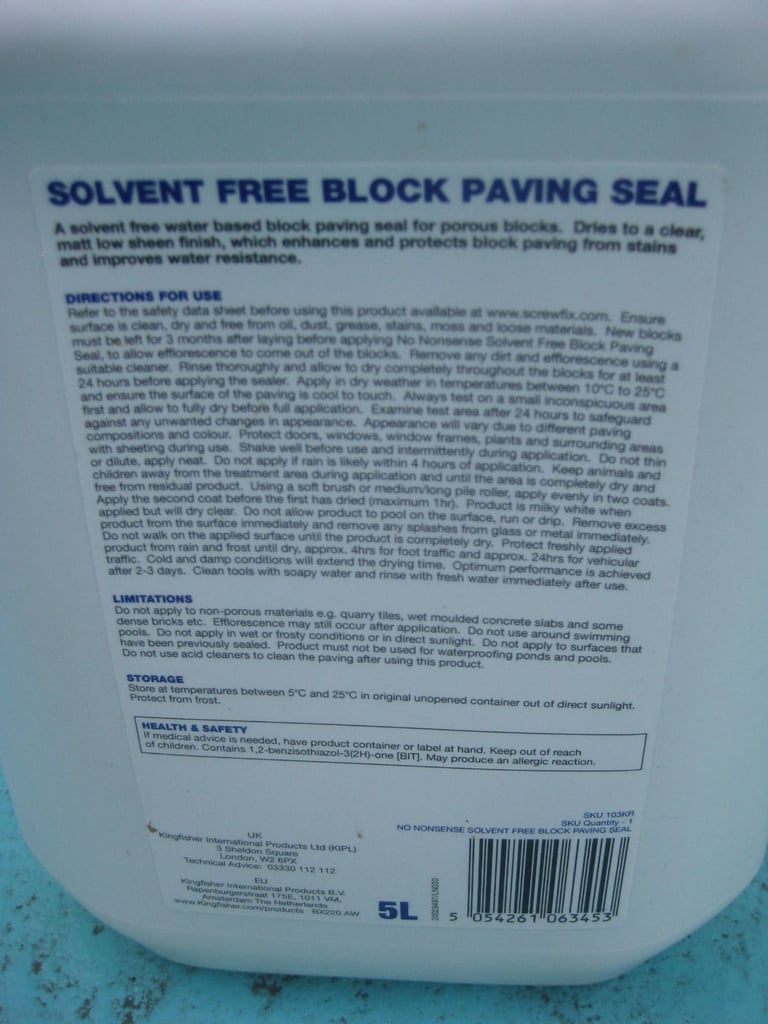 SOLVENT FREE BLOCK PAVING SEAL
A solvent free water based block paving seal for porous blocks. Dries to a clear,
matt low sheen finish, which enhances and protects block paving from stains
and improves water resistance.
DIRECTIONS FOR USE
Refer to the safety data sheet before using this product available at www.screwfix.com. Ensure
surface is clean, dry and free from oil, dust, grease, stains, moss and loose materials. New blocks
must be left for 3 months after laying before applying No Nonsense Solvent Free Block Paving
Seal, to allow efflorescence to come out of the blocks. Remove any dirt and efflorescence using a
suitable cleaner. Rinse thoroughly and allow to dry completely throughout the blocks for at least
24 hours before applying the sealer. Apply in dry weather in temperatures between 10°C to 25°C
and ensure the surface of the paving is cool to touch. Always test on a small inconspicuous area
first and allow to fully dry before full application. Examine test area after 24 hours to safeguard
against any unwanted changes in appearance. Appearance will vary due to different paving
compositions and colour. Protect doors, windows, window frames, plants and surrounding areas
with sheeting during use. Shake well before use and intermittently during application. Do not thin
or dilute, apply neat. Do not apply if rain is likely within 4 hours of application. Keep animals and
children away from the treatment area during application and until the area is completely dry and
free from residual product. Using a soft brush or medium/long pile roller, apply evenly in two coats.
Apply the second coat before the first has dried (maximum 1hr). Product is milky white when
applied but will dry clear. Do not allow product to pool on the surface, run or drip. Remove excess
product from the surface immediately and remove any splashes from glass or metal immediately.
Do not walk on the applied surface until the product is completely dry. Protect freshly applied
product from rain and frost until dry, approx. 4hrs for foot traffic and approx. 24hrs for vehicular
traffic. Cold and damp conditions will extend the drying time. Optimum performance is achieved
after 2-3 days. Clean tools with soapy water and rinse with fresh water immediately after use.
LIMITATIONS
Do not apply to non-porous materials e.g. quarry tiles, wet moulded concrete slabs and some
dense bricks etc. Efflorescence may still occur after application. Do not use around swimming
pools. Do not apply in wet or frosty conditions or in direct sunlight. Do not apply to surfaces that
have been previously sealed. Product must not be used for waterproofing ponds and pools.
Do not use acid cleaners to clean the paving after using this product.
STORAGE
Store at temperatures between 5°C and 25°C in original unopened container out of direct sunlight.
Protect from frost.
HEALTH & SAFETY
If medical advice is needed, have product container or label at hand. Keep out of reach
of children. Contains 1,2-benzisothiazol-3(2H)-one [BIT]. May produce an allergic reaction.
UK
Kingfisher International Products Ltd (KIPL)
3 Sheldon Square
London, W2 6PX
Technical Advice: 03330 112 112
EU
Kingfisher International Products B.V.
Rapenburgerstraat 175E, 1011 VM,
Amsterdam The Netherlands
www.Kingfisher.com/products BX220 AW
5L
SKU 103KR
SKU Quantity - 1
NO NONSENSE SOLVENT FREE BLOCK PAVING SEAL
5 054261 063453